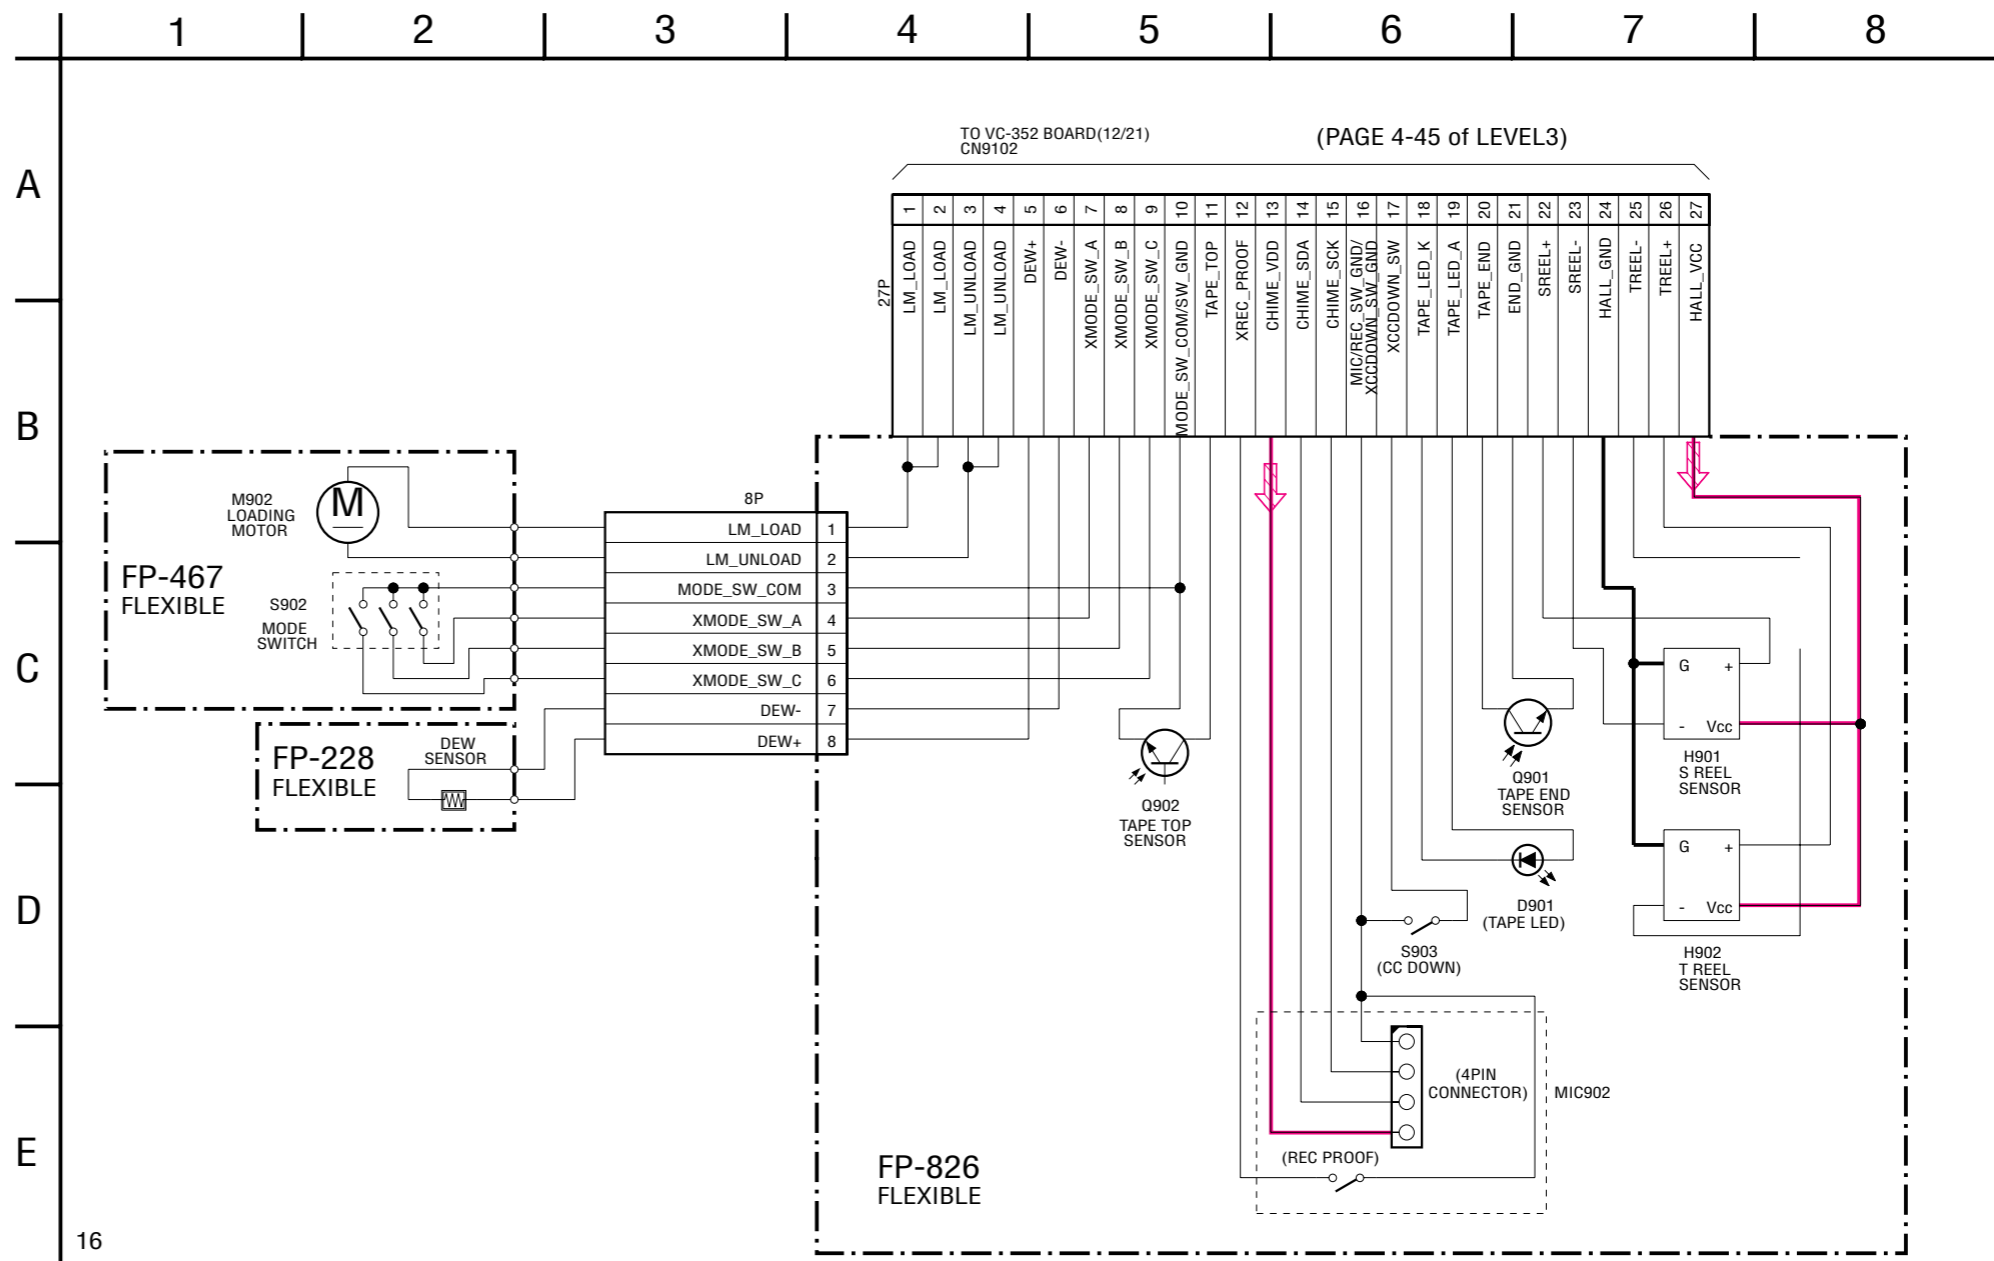 1 2 3 4 5 6 7 8
A
B
C
D
E
TO VC-352 BOARD(12/21)
CN9102
(PAGE 4-45 of LEVEL3)
27P
1 LM_LOAD
2 LM_LOAD
3 LM_UNLOAD
4 LM_UNLOAD
5 DEW+
6 DEW-
7 XMODE_SW_A
8 XMODE_SW_B
9 XMODE_SW_C
10 MODE_SW_COM/SW_GND
11 TAPE_TOP
12 XREC_PROOF
13 CHIME_VDD
14 CHIME_SDA
15 CHIME_SCK
16 MIC/REC_SW_GND/
XCCDOWN_SW_GND
17 XCCDOWN_SW
18 TAPE_LED_K
19 TAPE_LED_A
20 TAPE_END
21 END_GND
22 SREEL+
23 SREEL-
24 HALL_GND
25 TREEL-
26 TREEL+
27 HALL_VCC
M902
LOADING
MOTOR
M
FP-467
FLEXIBLE
S902
MODE
SWITCH
FP-228
FLEXIBLE
DEW
SENSOR
8P
LM_LOAD 1
LM_UNLOAD 2
MODE_SW_COM 3
XMODE_SW_A 4
XMODE_SW_B 5
XMODE_SW_C 6
DEW- 7
DEW+ 8
Q902
TAPE TOP
SENSOR
Q901
TAPE END
SENSOR
D901
(TAPE LED)
S903
(CC DOWN)
G +
- Vcc
H901
S REEL
SENSOR
G +
- Vcc
H902
T REEL
SENSOR
(4PIN
CONNECTOR)
MIC902
(REC PROOF)
FP-826
FLEXIBLE
16